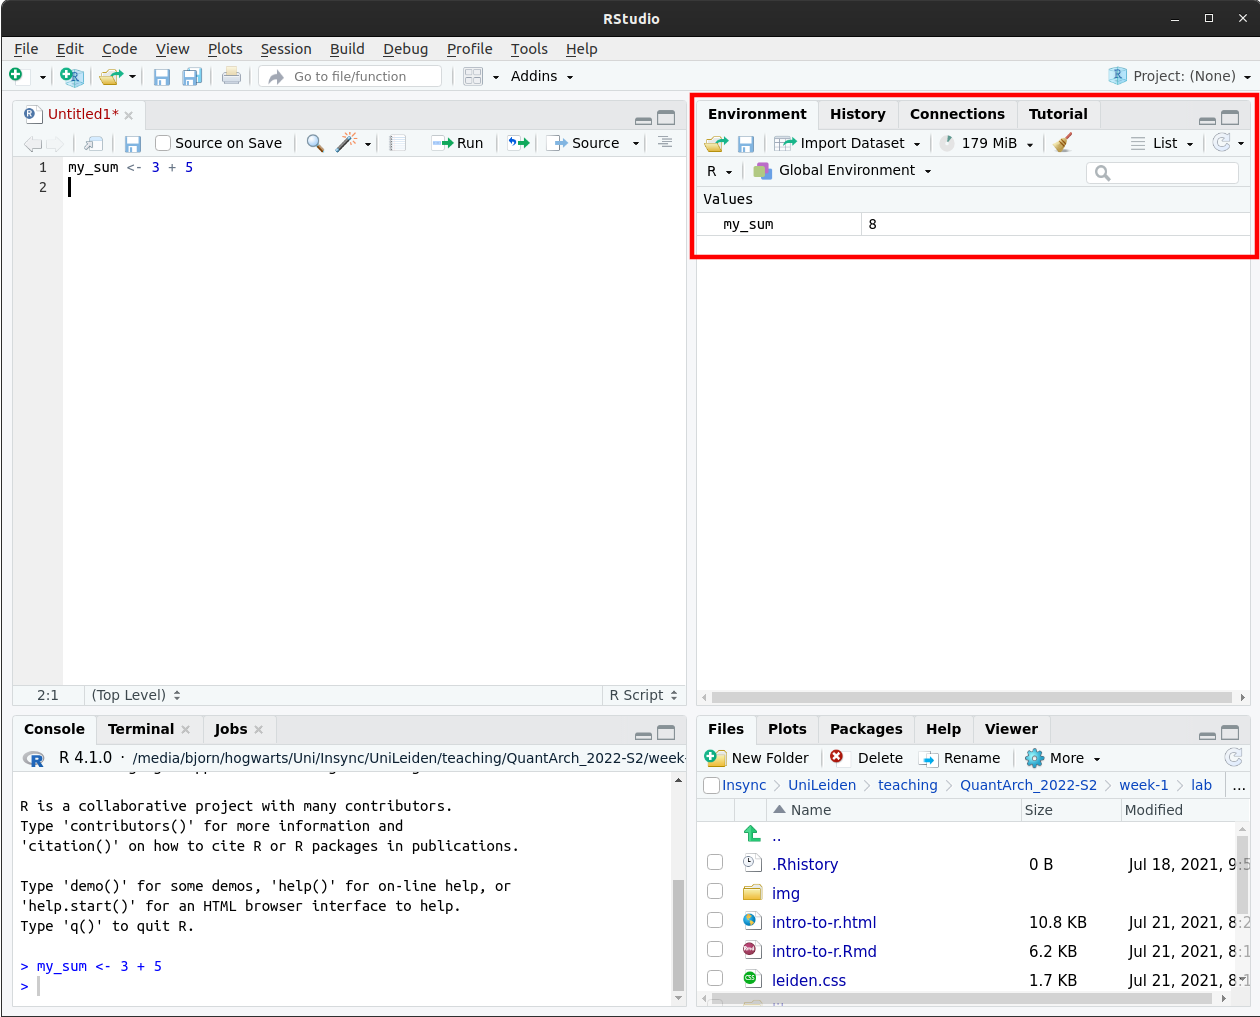 RStudio
File Edit Code View Plots Session Build Debug Profile Tools Help
Go to file/function Addins Project: (None)
Untitled1*
Source on Save Run Source
1 my_sum <- 3 + 5
2
2:1 (Top Level) R Script
Environment History Connections Tutorial
Import Dataset 179 MiB List
R Global Environment
Values
my_sum 8
Console Terminal Jobs
R 4.1.0 · /media/bjorn/hogwarts/Uni/Insync/UniLeiden/teaching/QuantArch_2022-S2/week-
R is a collaborative project with many contributors.
Type 'contributors()' for more information and
'citation()' on how to cite R or R packages in publications.
Type 'demo()' for some demos, 'help()' for on-line help, or
'help.start()' for an HTML browser interface to help.
Type 'q()' to quit R.
> my_sum <- 3 + 5
>
Files Plots Packages Help Viewer
New Folder Delete Rename More
Insync UniLeiden teaching QuantArch_2022-S2 week-1 lab ...
Name Size Modified
..
.Rhistory 0 B Jul 18, 2021, 9:5
img
intro-to-r.html 10.8 KB Jul 21, 2021, 8:2
intro-to-r.Rmd 6.2 KB Jul 21, 2021, 8:1
leiden.css 1.7 KB Jul 21, 2021, 8:1